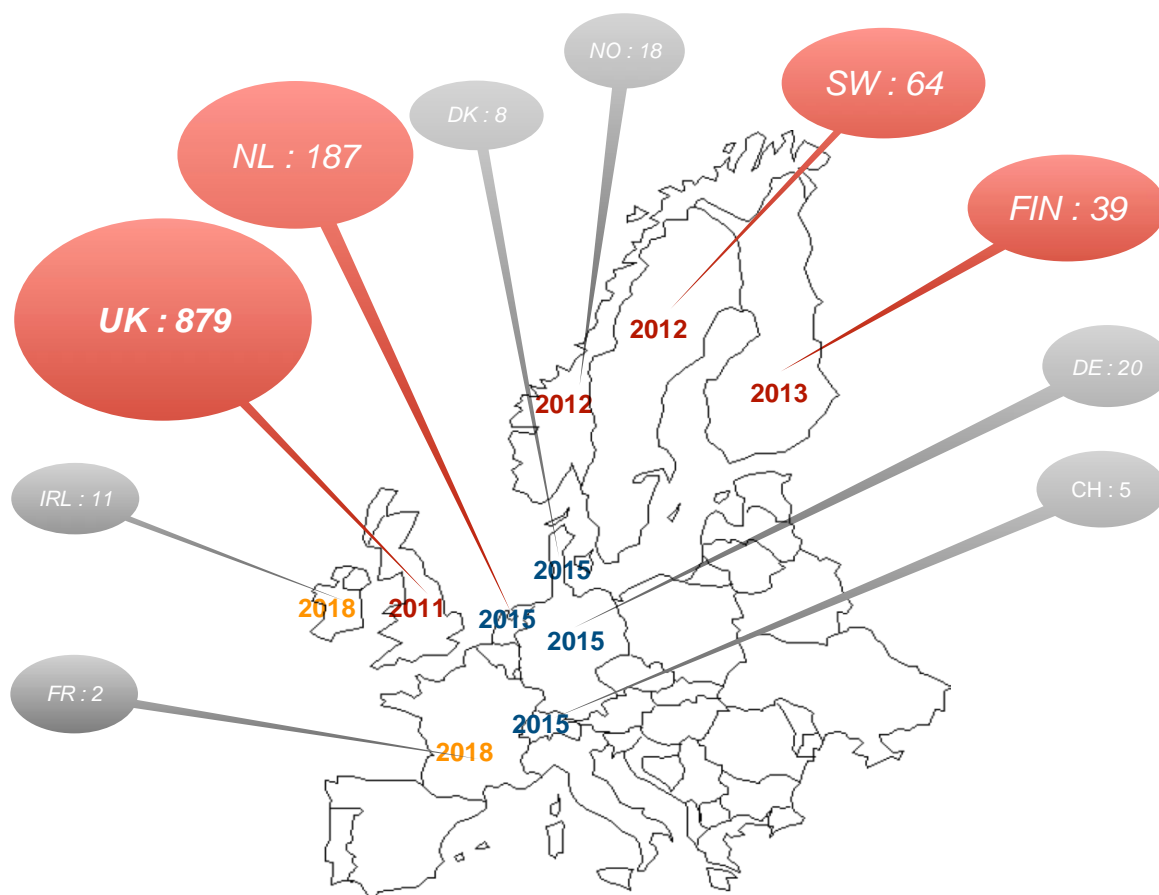 NO : 18
SW : 64
DK : 8
NL : 187
FIN : 39
UK : 879
2012
DE : 20
2012
2013
IRL : 11
CH : 5
2015
2018
2011
2015
2015
FR : 2
2015
2018